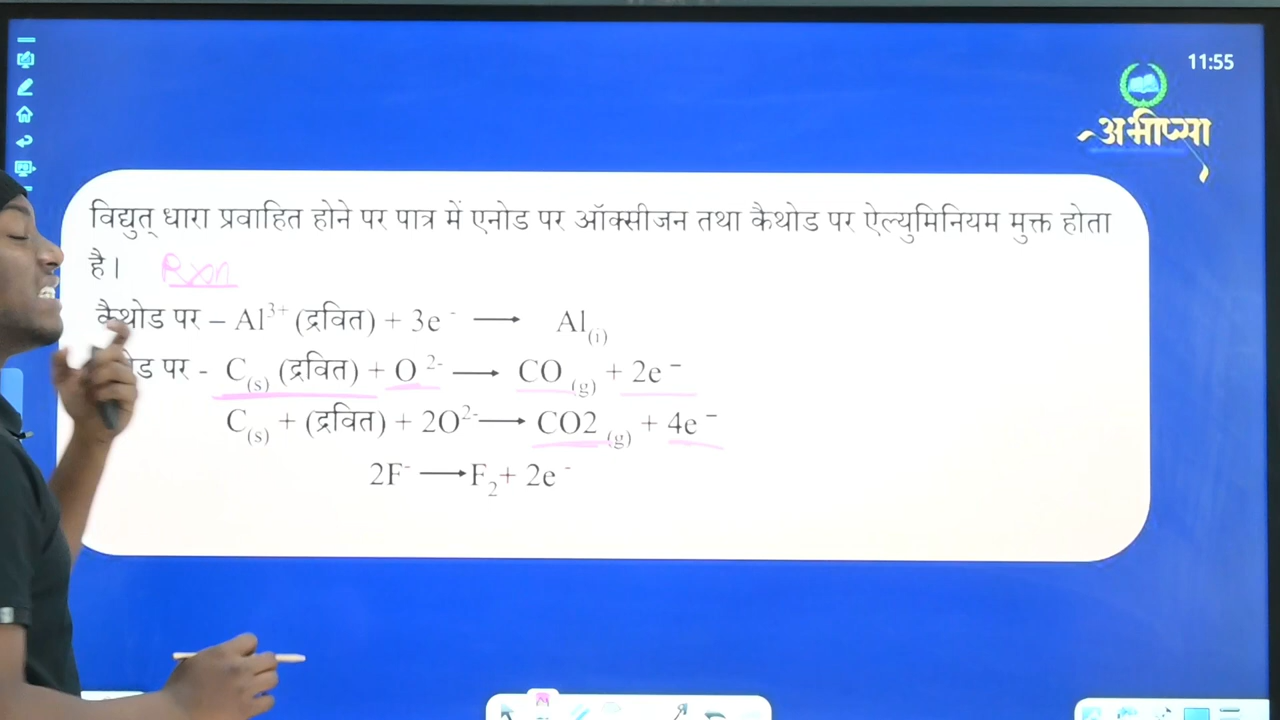 11:55
अभीप्सा
विद्युत् धारा प्रवाहित होने पर पात्र में एनोड पर ऑक्सीजन तथा कैथोड पर ऐल्युमिनियम मुक्त होता
है। Rxn
कैथोड पर – Al³⁺ (द्रवित) + 3e⁻ ⟶ Al₍ᵢ₎
पर - C₍ₛ₎ (द्रवित) + O ²⁻ ⟶ CO (g) + 2e⁻
C₍ₛ₎ + (द्रवित) + 2O²⁻ ⟶ CO2 (g) + 4e⁻
2F⁻ ⟶ F₂ + 2e⁻